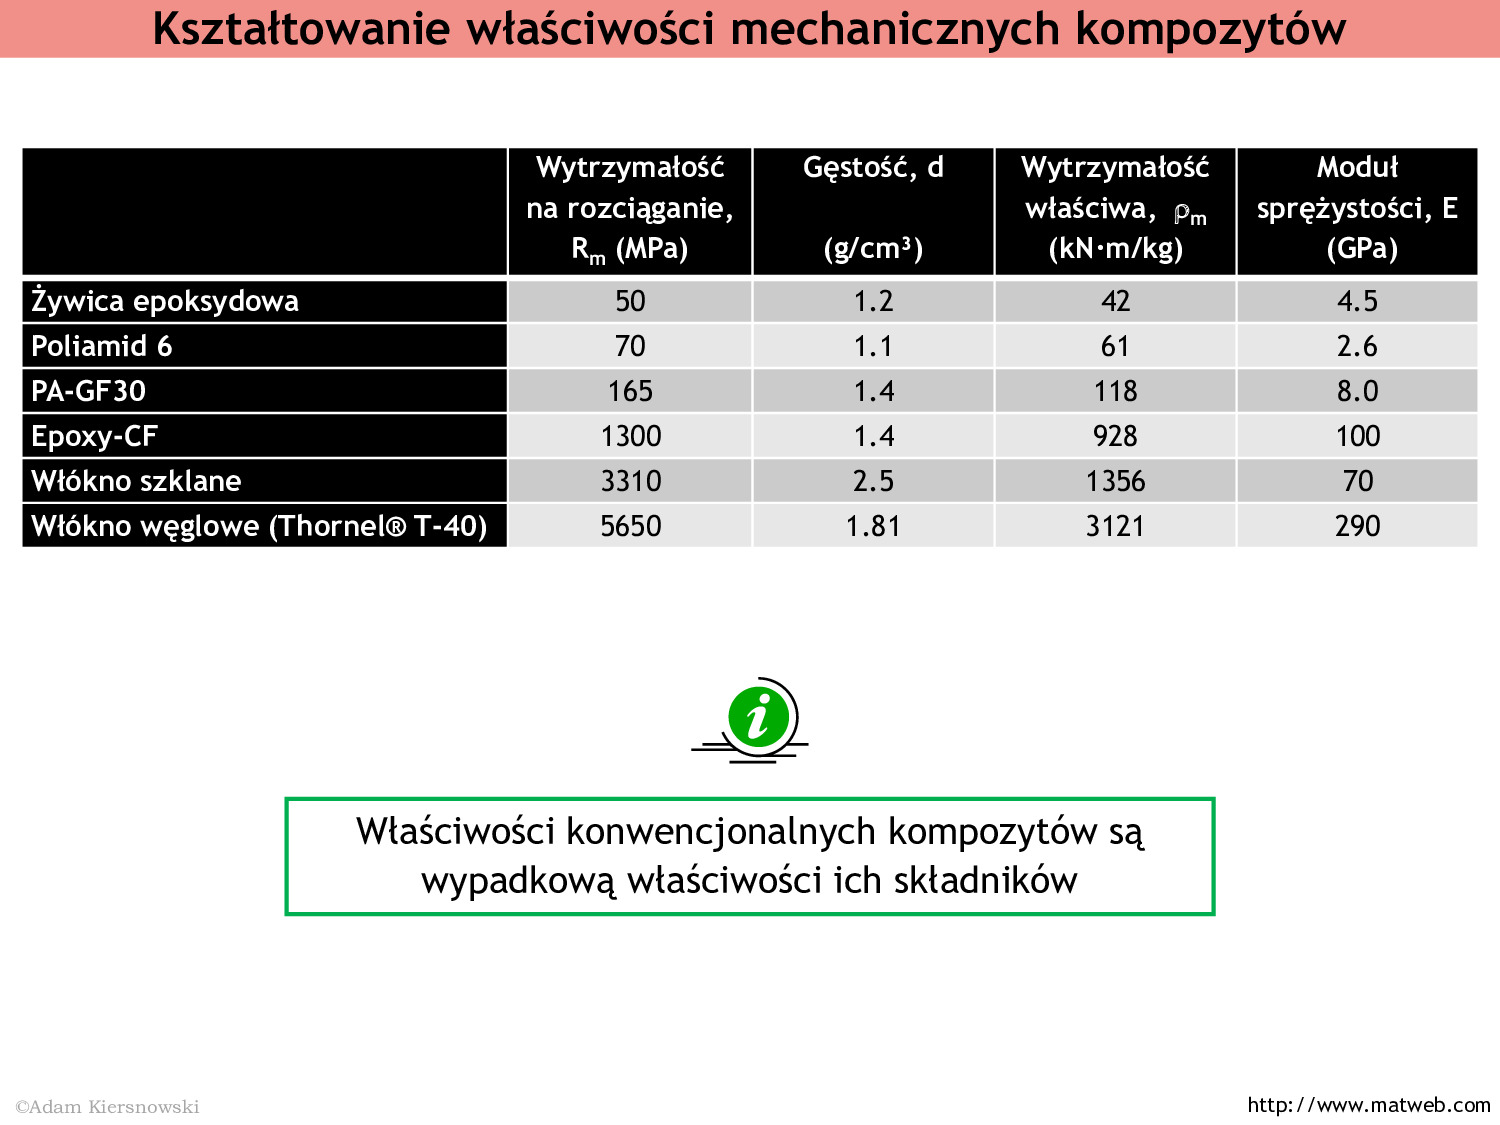 Kształtowanie właściwości mechanicznych kompozytów
Wytrzymałość na rozciąganie, Rm (MPa) Gęstość, d (g/cm³) Wytrzymałość właściwa, ρm (kN·m/kg) Moduł sprężystości, E (GPa)
Żywica epoksydowa 50 1.2 42 4.5
Poliamid 6 70 1.1 61 2.6
PA-GF30 165 1.4 118 8.0
Epoxy-CF 1300 1.4 928 100
Włókno szklane 3310 2.5 1356 70
Włókno węglowe (Thornel® T-40) 5650 1.81 3121 290
i
Właściwości konwencjonalnych kompozytów są
wypadkową właściwości ich składników
©Adam Kiersnowski
http://www.matweb.com